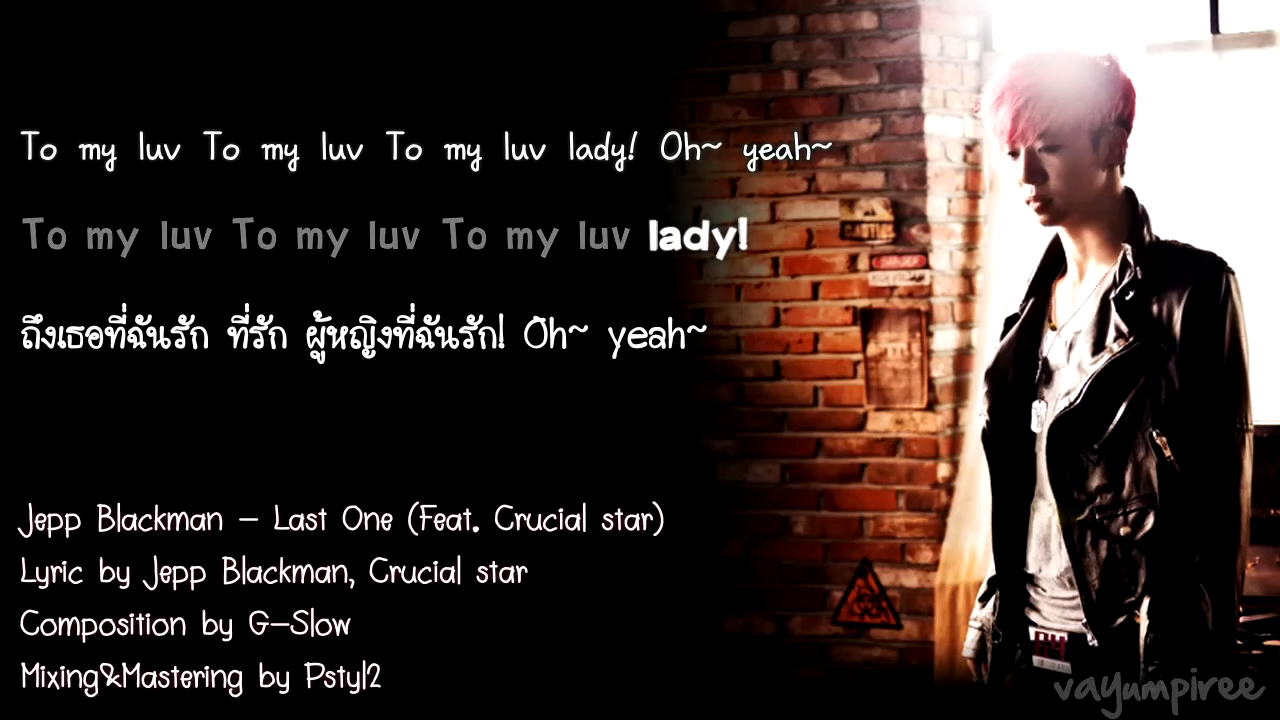 To my luv To my luv To my luv lady! Oh~ yeah~
To my luv To my luv To my luv lady!
ถึงเธอที่ฉันรัก ที่รัก ผู้หญิงที่ฉันรัก! Oh~ yeah~
Jepp Blackman - Last One (Feat. Crucial star)
Lyric by Jepp Blackman, Crucial star
Composition by G-Slow
Mixing&Mastering by Pstyl2
vayumpiree